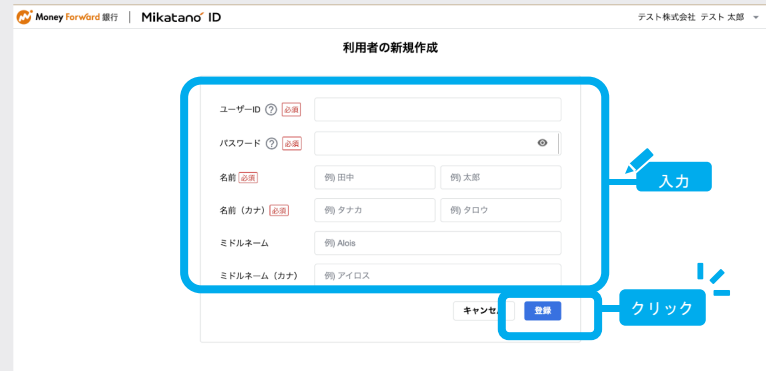 Money Forward 銀行 Mikatano ID テスト株式会社 テスト 太郎
利用者の新規作成
ユーザーID ? 必須
パスワード ? 必須
名前 必須 例) 田中 例) 太郎
名前（カナ） 必須 例) タナカ 例) タロウ
ミドルネーム 例) Alois
ミドルネーム（カナ） 例) アイロス
入力
キャンセ 登録
クリック